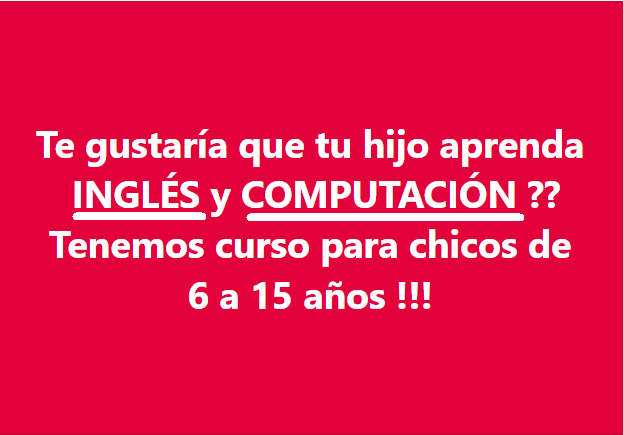 Te gustaría que tu hijo aprenda
INGLÉS y COMPUTACIÓN ??
Tenemos curso para chicos de
6 a 15 años !!!